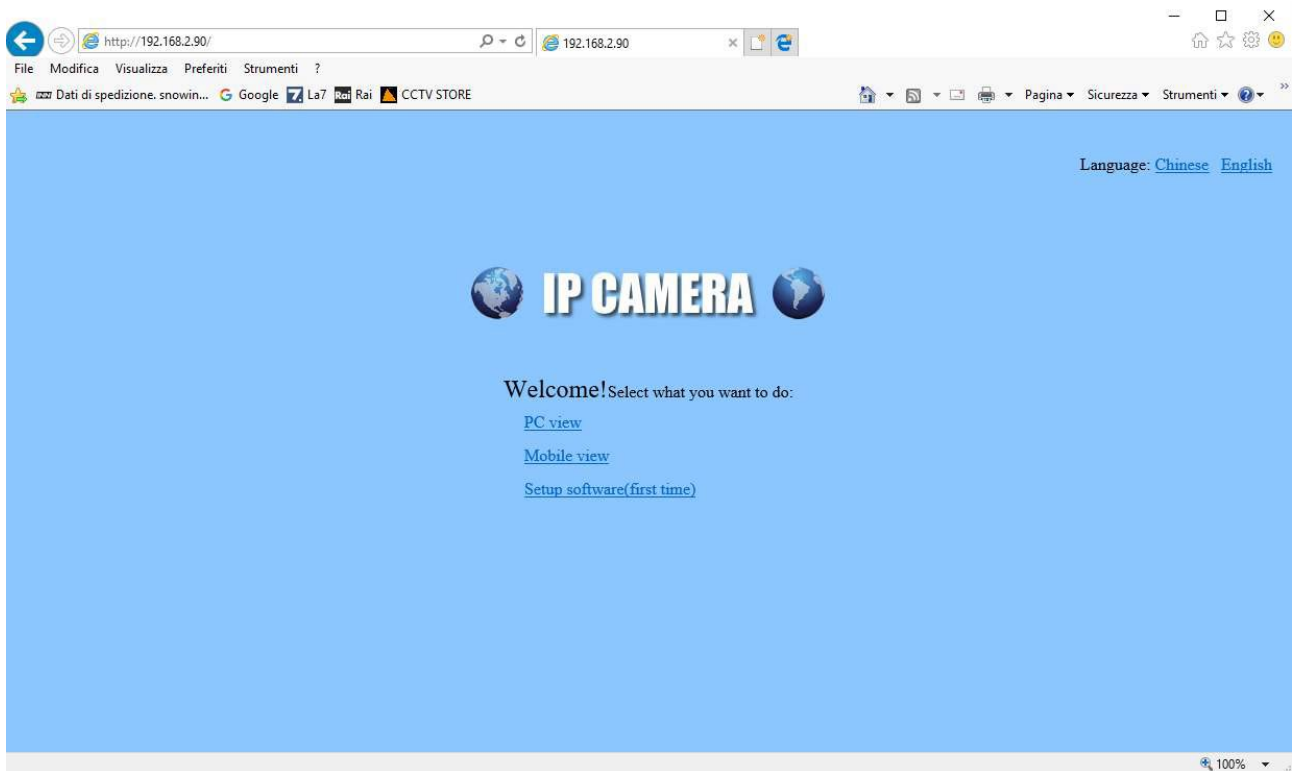 http://192.168.2.90/
192.168.2.90
File Modifica Visualizza Preferiti Strumenti ?
Dati di spedizione. snowin... Google La7 Rai Rai CCTV STORE
Pagina Sicurezza Strumenti
Language: Chinese English
IP CAMERA
Welcome!Select what you want to do:
PC view
Mobile view
Setup software(first time)
100%